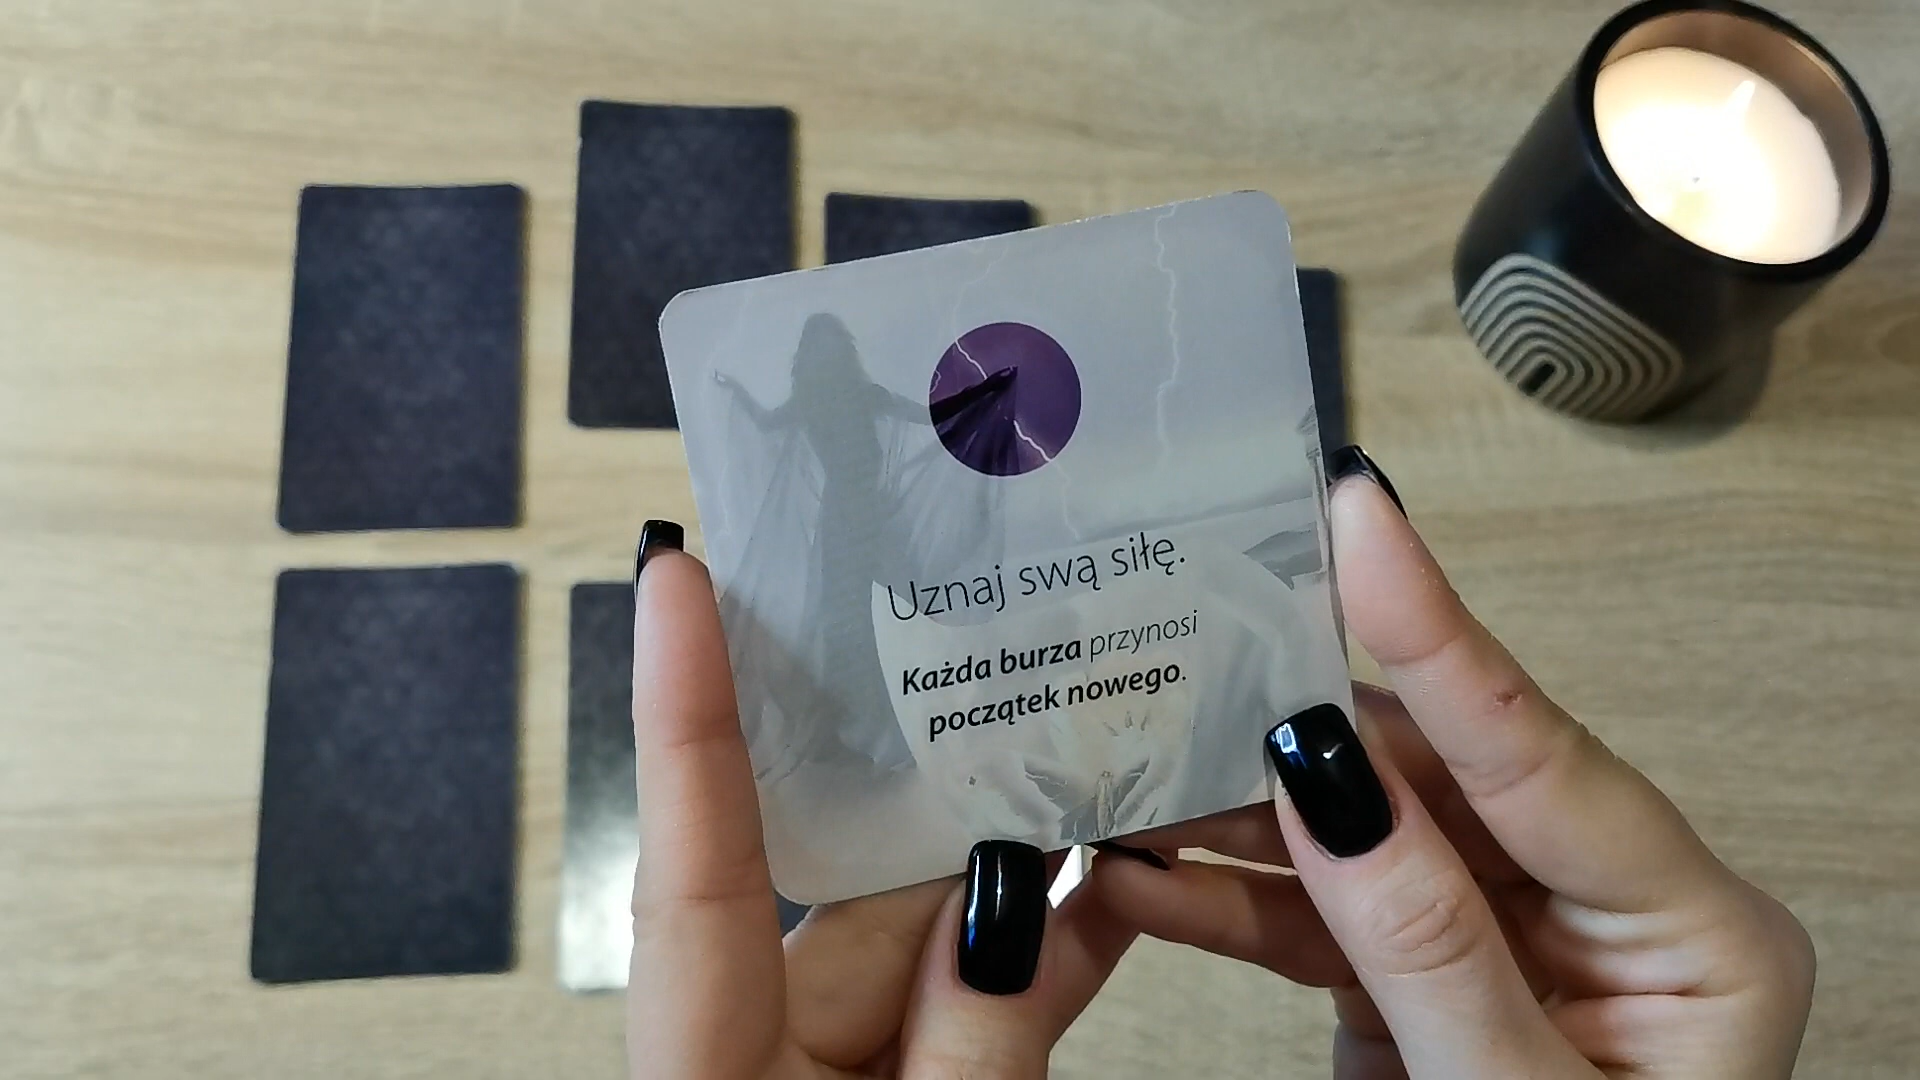 Uznaj swą siłę.
Każda burza przynosi
początek nowego.